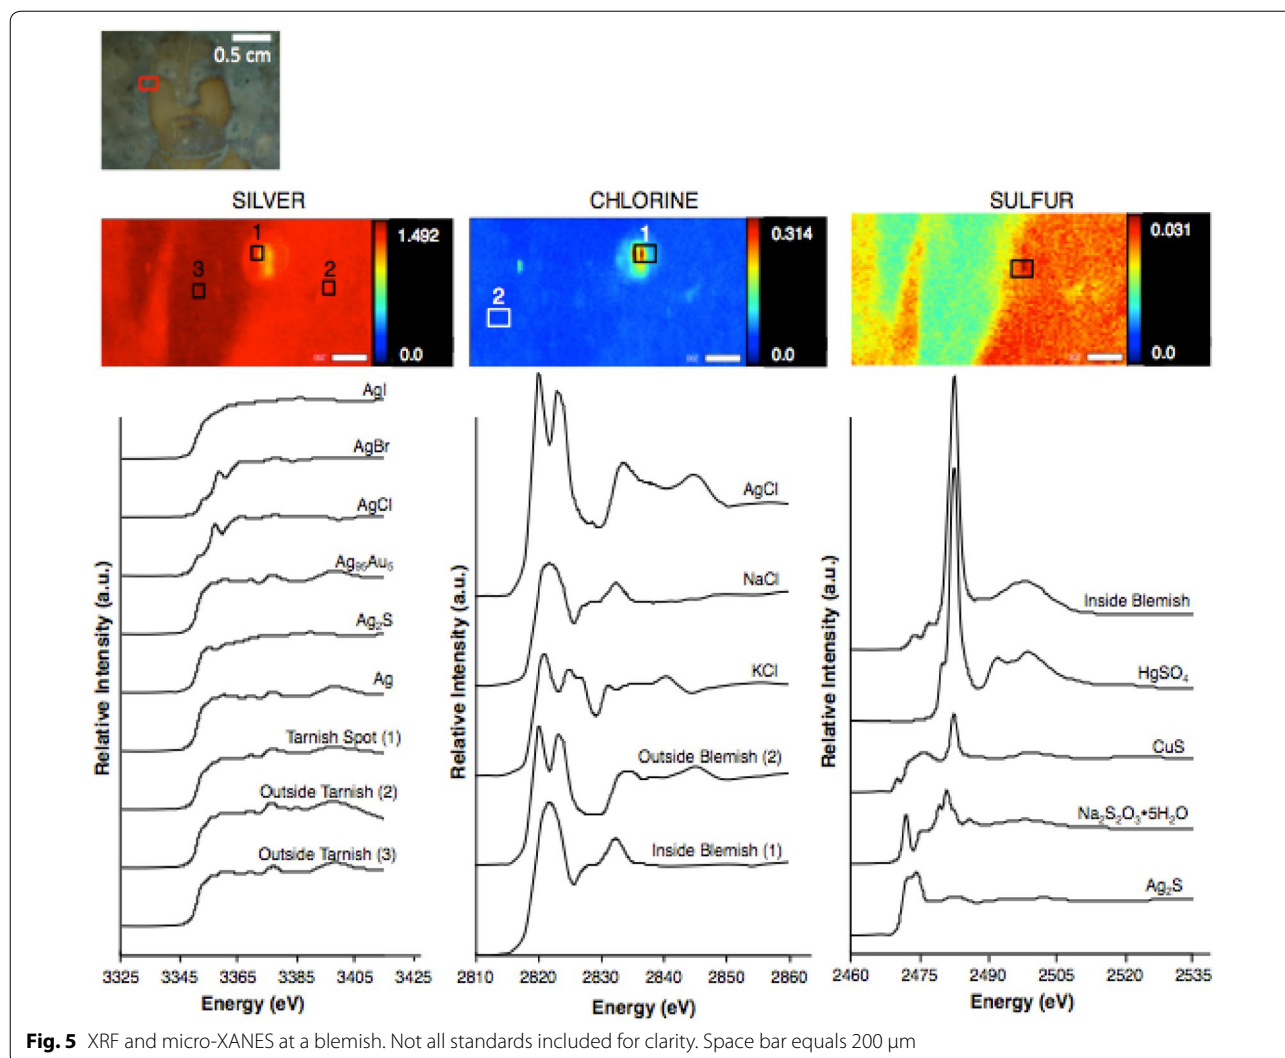 0.5 cm
SILVER
CHLORINE
SULFUR
1
3
2
1.492
0.0
1
2
0.314
0.0
0.031
0.0
Relative Intensity (a.u.)
AgI
AgBr
AgCl
Ag₉₅Au₅
Ag₂S
Ag
Tarnish Spot (1)
Outside Tarnish (2)
Outside Tarnish (3)
3325 3345 3365 3385 3405 3425
Energy (eV)
Relative Intensity (a.u.)
AgCl
NaCl
KCl
Outside Blemish (2)
Inside Blemish (1)
2810 2820 2830 2840 2850 2860
Energy (eV)
Relative Intensity (a.u.)
Inside Blemish
HgSO₄
CuS
Na₂S₂O₃•5H₂O
Ag₂S
2460 2475 2490 2505 2520 2535
Energy (eV)
Fig. 5 XRF and micro-XANES at a blemish. Not all standards included for clarity. Space bar equals 200 µm